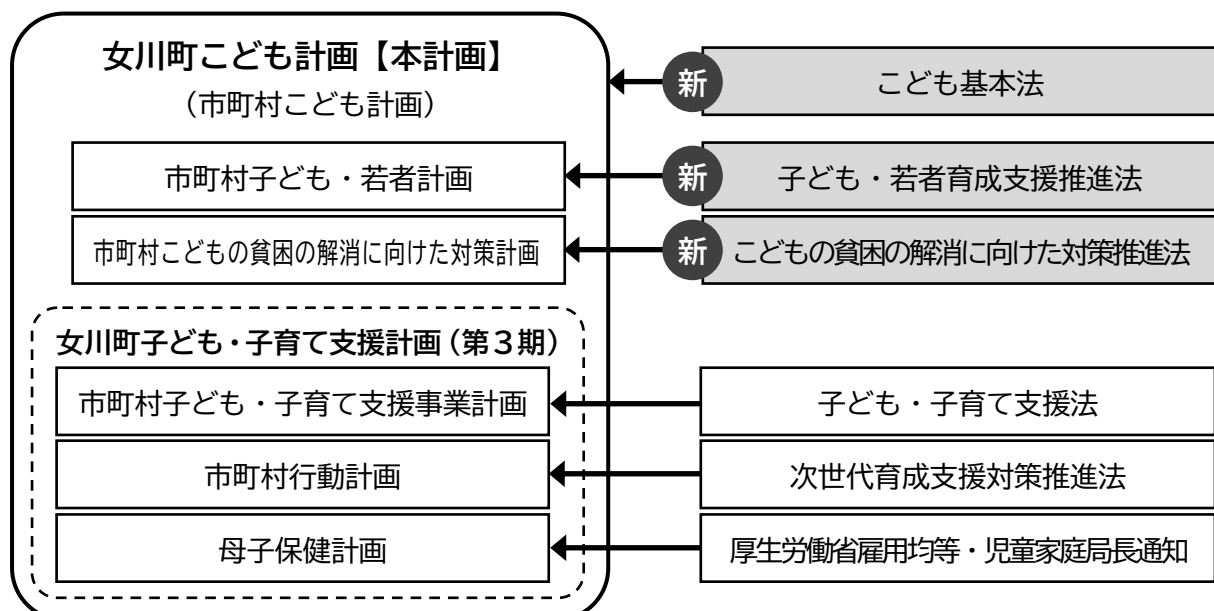 女川町こども計画【本計画】
（市町村こども計画）
新
こども基本法
市町村子ども・若者計画
新
子ども・若者育成支援推進法
市町村こどもの貧困の解消に向けた対策計画
新
こどもの貧困の解消に向けた対策推進法
女川町子ども・子育て支援計画（第３期）
市町村子ども・子育て支援事業計画
子ども・子育て支援法
市町村行動計画
次世代育成支援対策推進法
母子保健計画
厚生労働省雇用均等・児童家庭局長通知